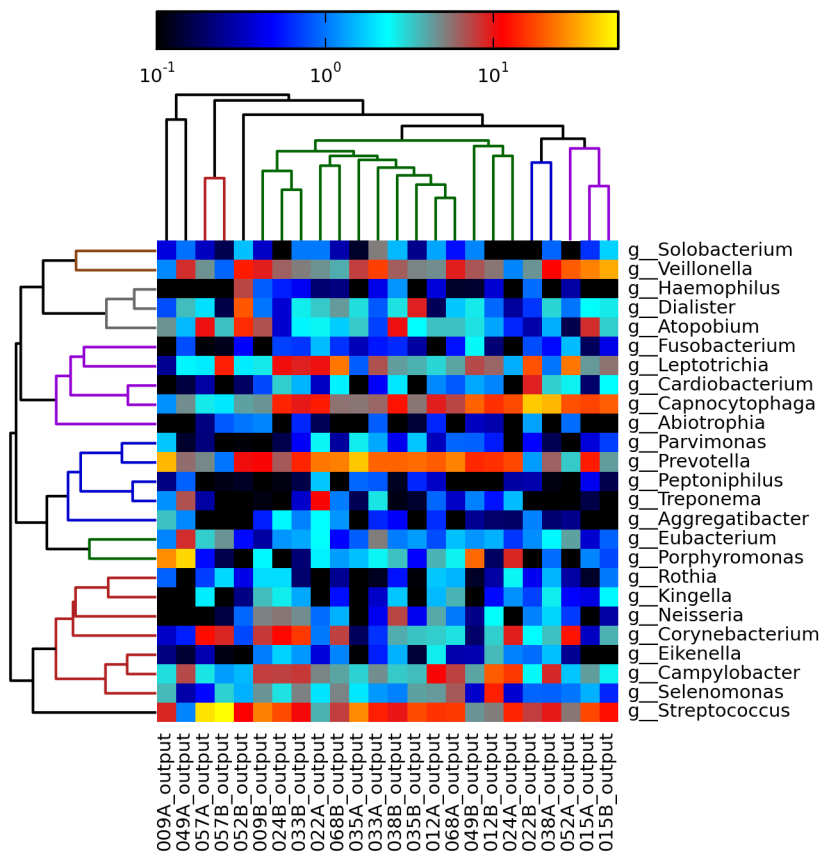 10^-1 10^0 10^1
g__Solobacterium
g__Veillonella
g__Haemophilus
g__Dialister
g__Atopobium
g__Fusobacterium
g__Leptotrichia
g__Cardiobacterium
g__Capnocytophaga
g__Abiotrophia
g__Parvimonas
g__Prevotella
g__Peptoniphilus
g__Treponema
g__Aggregatibacter
g__Eubacterium
g__Porphyromonas
g__Rothia
g__Kingella
g__Neisseria
g__Corynebacterium
g__Eikenella
g__Campylobacter
g__Selenomonas
g__Streptococcus
009A_output
049A_output
057A_output
057B_output
052B_output
009B_output
024B_output
033B_output
022A_output
068B_output
035A_output
033A_output
038B_output
035B_output
012A_output
068A_output
049B_output
012B_output
024A_output
022B_output
038A_output
052A_output
015A_output
015B_output